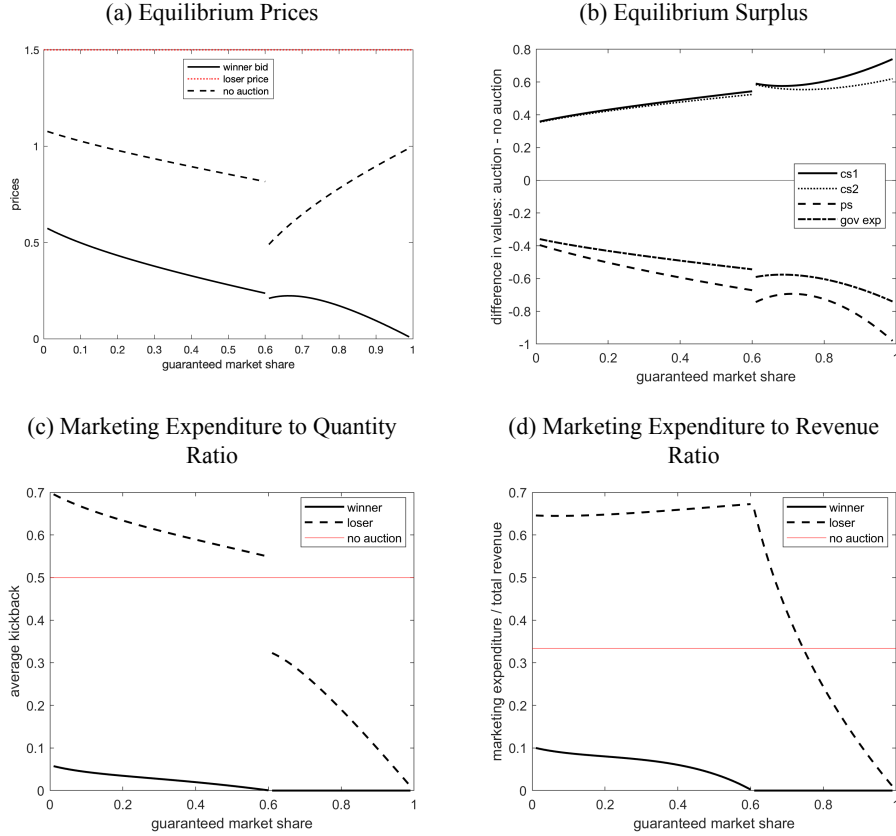 (a) Equilibrium Prices
1.5
1
0.5
0
prices
winner bid
loser price
no auction
0 0.1 0.2 0.3 0.4 0.5 0.6 0.7 0.8 0.9 1
guaranteed market share
(b) Equilibrium Surplus
0.8
0.6
0.4
0.2
0
-0.2
-0.4
-0.6
-0.8
-1
difference in values: auction - no auction
cs1
cs2
ps
gov exp
0 0.2 0.4 0.6 0.8 1
guaranteed market share
(c) Marketing Expenditure to Quantity
Ratio
0.7
0.6
0.5
0.4
0.3
0.2
0.1
0
average kickback
winner
loser
no auction
0 0.2 0.4 0.6 0.8 1
guaranteed market share
(d) Marketing Expenditure to Revenue
Ratio
0.7
0.6
0.5
0.4
0.3
0.2
0.1
0
marketing expenditure / total revenue
winner
loser
no auction
0 0.2 0.4 0.6 0.8 1
guaranteed market share